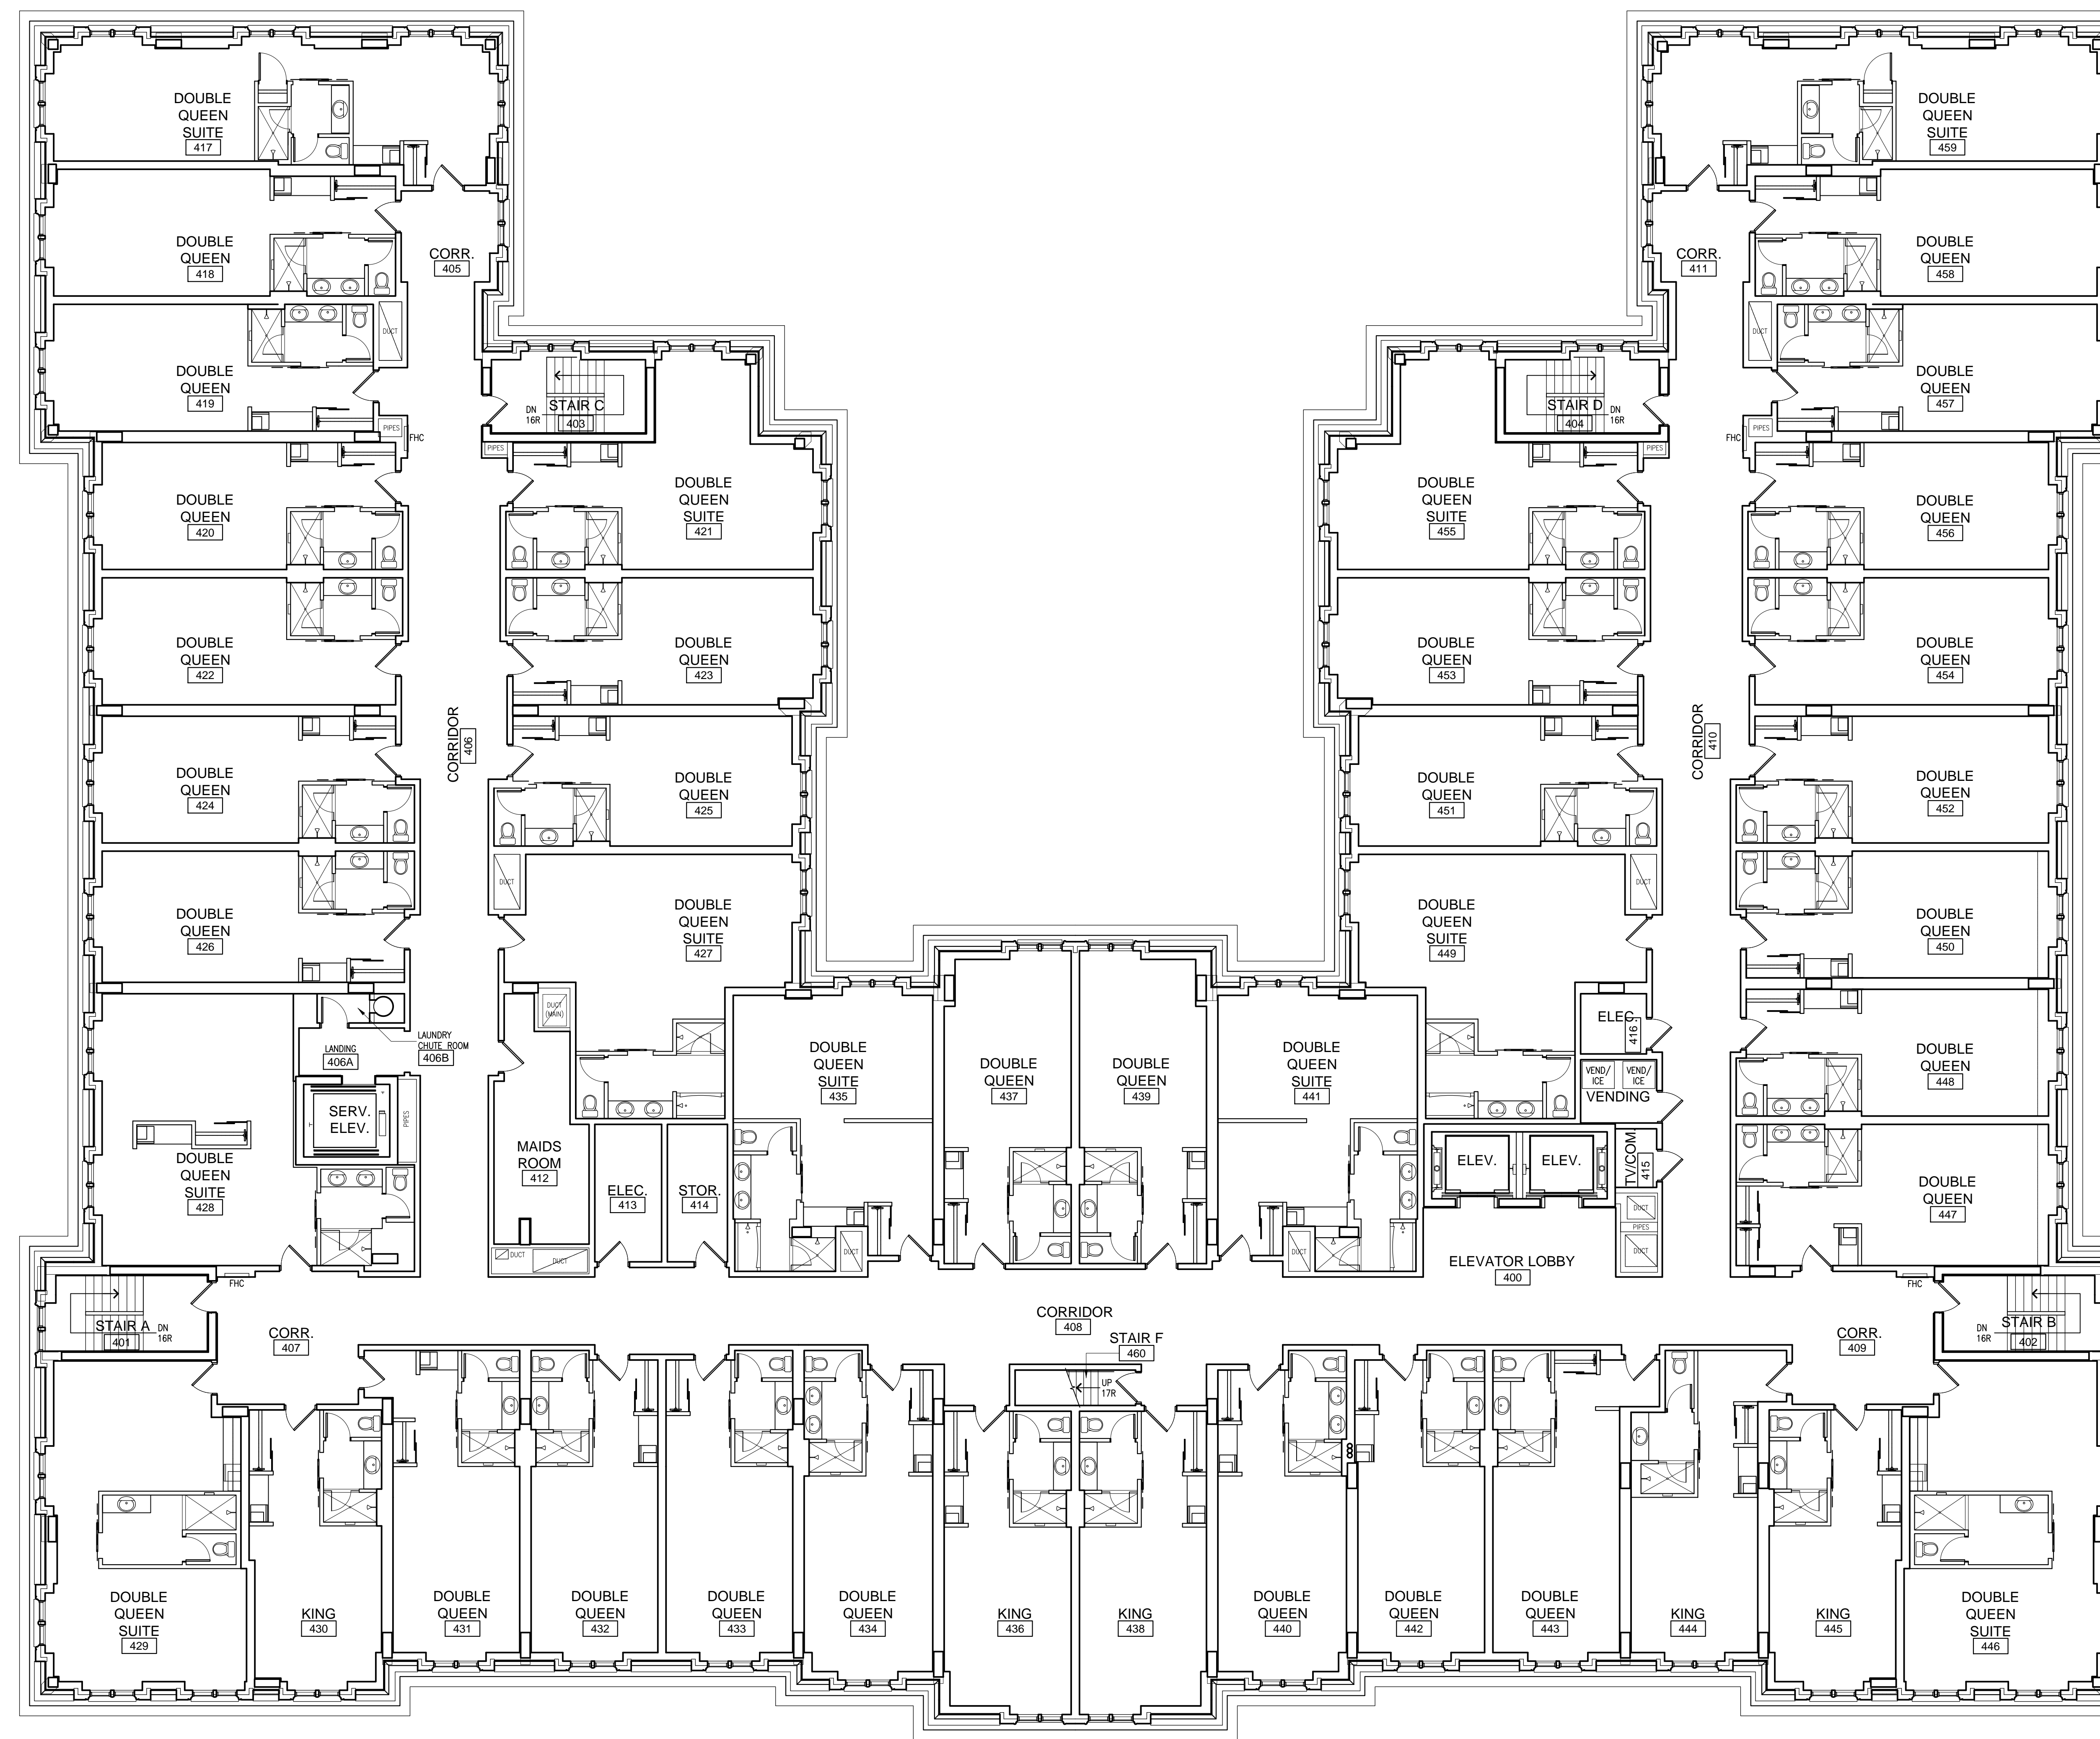 DOUBLE
QUEEN
SUITE
417
DOUBLE
QUEEN
SUITE
459
DOUBLE
QUEEN
418
CORR.
405
CORR.
411
DOUBLE
QUEEN
458
DUCT
DUCT
DOUBLE
QUEEN
419
DN
16R
STAIR C
403
STAIR D
404
DN
16R
DOUBLE
QUEEN
457
PIPES
FHC
PIPES
PIPES
FHC
PIPES
DOUBLE
QUEEN
420
DOUBLE
QUEEN
SUITE
421
DOUBLE
QUEEN
SUITE
455
DOUBLE
QUEEN
456
DOUBLE
QUEEN
422
DOUBLE
QUEEN
423
DOUBLE
QUEEN
453
DOUBLE
QUEEN
454
CORRIDOR
406
CORRIDOR
410
DOUBLE
QUEEN
424
DOUBLE
QUEEN
425
DOUBLE
QUEEN
451
DOUBLE
QUEEN
452
DUCT
DUCT
DOUBLE
QUEEN
426
DOUBLE
QUEEN
SUITE
427
DOUBLE
QUEEN
SUITE
449
DOUBLE
QUEEN
450
DUCT
(MAIN)
ELEC.
416
LAUNDRY
CHUTE ROOM
406B
LANDING
406A
DOUBLE
QUEEN
SUITE
435
DOUBLE
QUEEN
437
DOUBLE
QUEEN
439
DOUBLE
QUEEN
SUITE
441
VEND/
ICE
VEND/
ICE
VENDING
DOUBLE
QUEEN
448
SERV.
ELEV.
PIPES
DOUBLE
QUEEN
SUITE
428
MAIDS
ROOM
412
ELEC.
413
STOR.
414
ELEV.
ELEV.
TV/COM.
415
DOUBLE
QUEEN
447
DUCT
PIPES
DUCT
DUCT
DUCT
DUCT
DUCT
ELEVATOR LOBBY
400
FHC
FHC
STAIR A
401
DN
16R
CORR.
407
CORRIDOR
408
STAIR F
460
UP
17R
CORR.
409
DN
16R
STAIR B
402
DOUBLE
QUEEN
SUITE
429
KING
430
DOUBLE
QUEEN
431
DOUBLE
QUEEN
432
DOUBLE
QUEEN
433
DOUBLE
QUEEN
434
KING
436
KING
438
DOUBLE
QUEEN
440
DOUBLE
QUEEN
442
DOUBLE
QUEEN
443
KING
444
KING
445
DOUBLE
QUEEN
SUITE
446